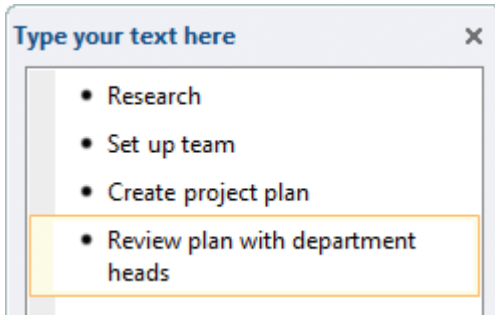 Type your text here
• Research
• Set up team
• Create project plan
• Review plan with department
heads